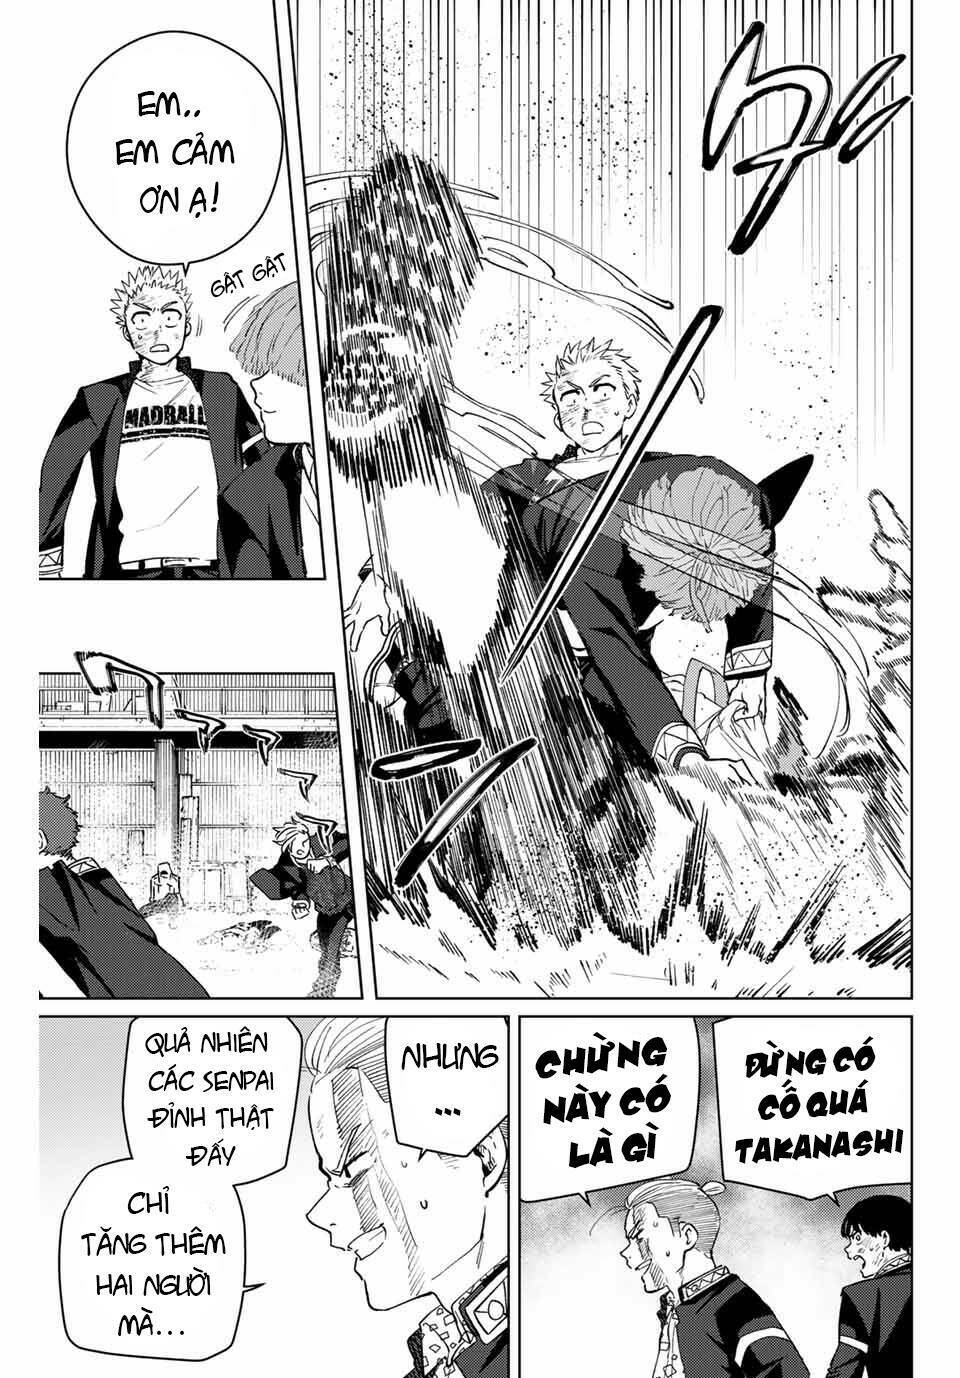 EM..
EM CẢM
ƠN Ạ!
GẬT GẬT
MADBALL
ĐỪNG CÓ
CỐ QUÁ
TAKANASHI
CHỪNG
NÀY CÓ
LÀ GÌ
NHƯNG
...
QUẢ NHIÊN
CÁC SENPAI
ĐỈNH THẬT
ĐẤY
CHỈ
TĂNG THÊM
HAI NGƯỜI
MÀ...